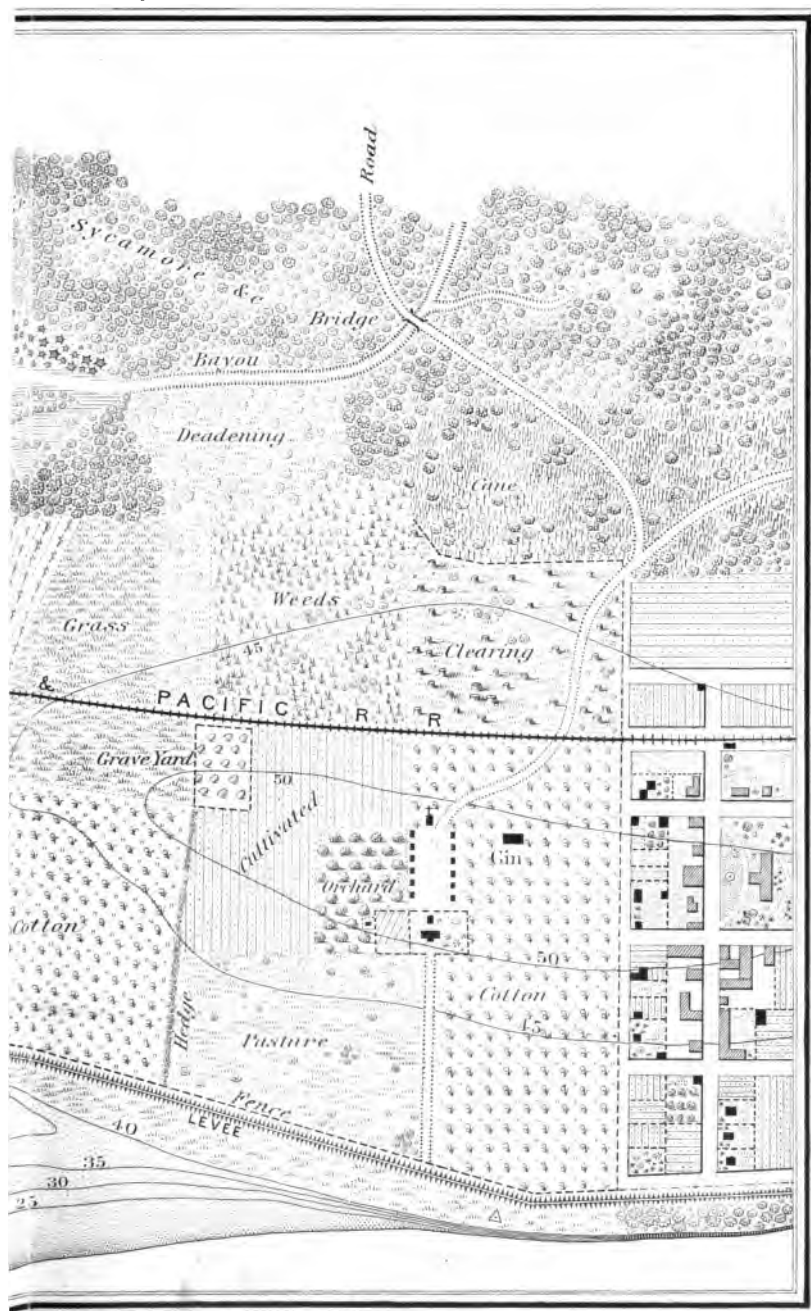 Road
Sycamore &c
Bridge
Bayou
Deadening
Cane
Weeds
Grass
45
Clearing
& PACIFIC R R
Grave Yard
50
Cultivated
Gin
Orchard
Cotton
50
Cotton
45
Hedge
Pasture
Fence
LEVEE
40
35
30
25